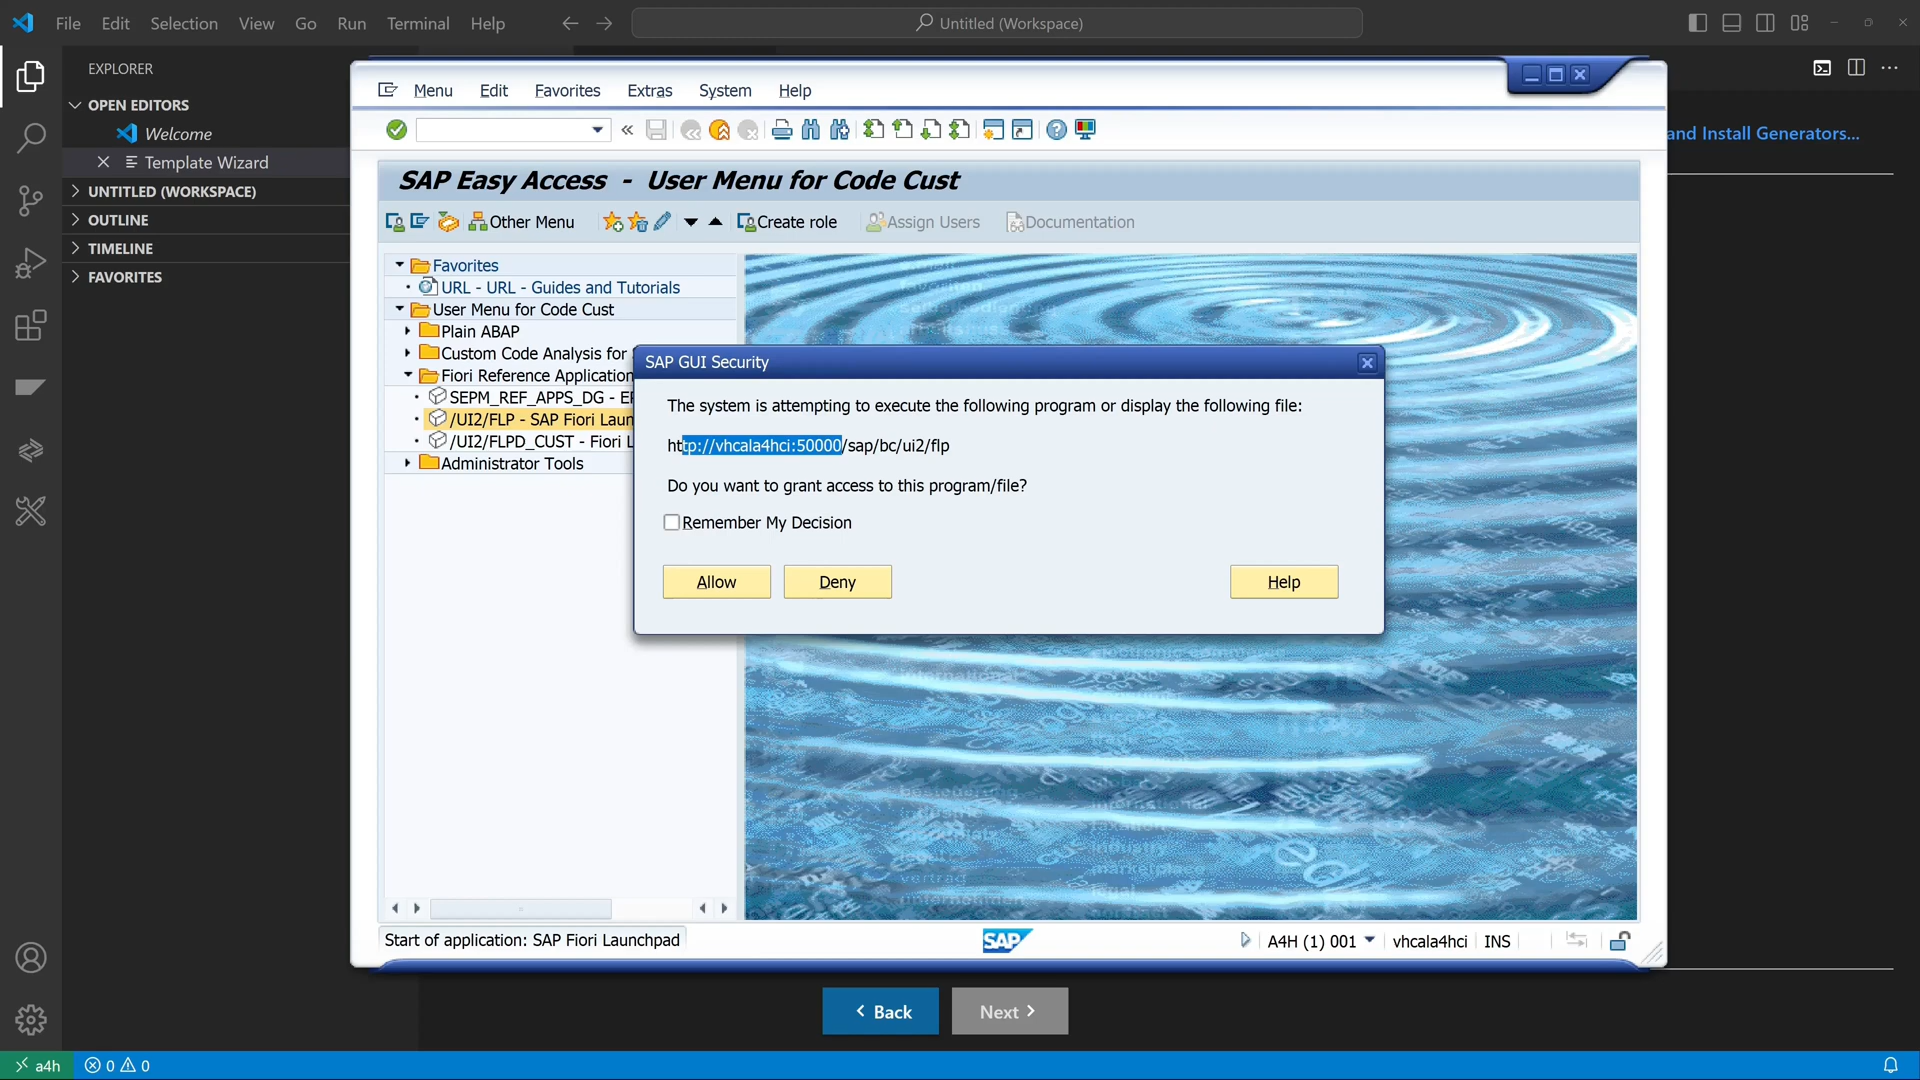 File Edit Selection View Go Run Terminal Help
Untitled (Workspace)
EXPLORER
OPEN EDITORS
Welcome
Template Wizard
UNTITLED (WORKSPACE)
OUTLINE
TIMELINE
FAVORITES
and Install Generators...
Menu Edit Favorites Extras System Help
SAP Easy Access - User Menu for Code Cust
Other Menu Create role Assign Users Documentation
Favorites
URL - URL - Guides and Tutorials
User Menu for Code Cust
Plain ABAP
Custom Code Analysis for
Fiori Reference Application
SEPM_REF_APPS_DG -
/UI2/FLP - SAP Fiori Laun
/UI2/FLPD_CUST - Fiori
Administrator Tools
SAP GUI Security
The system is attempting to execute the following program or display the following file:
http://vhcala4hci:50000/sap/bc/ui2/flp
Do you want to grant access to this program/file?
Remember My Decision
Allow Deny Help
Start of application: SAP Fiori Launchpad
SAP
A4H (1) 001 vhcala4hci INS
Back Next
a4h 0 0